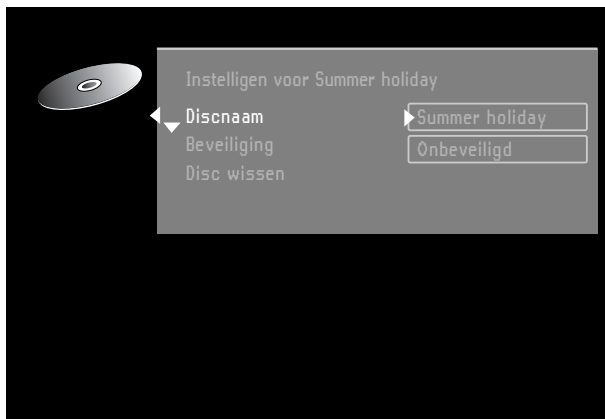 Instelligen voor Summer holiday
Discnaam Summer holiday
Beveiliging Onbeveiligd
Disc wissen